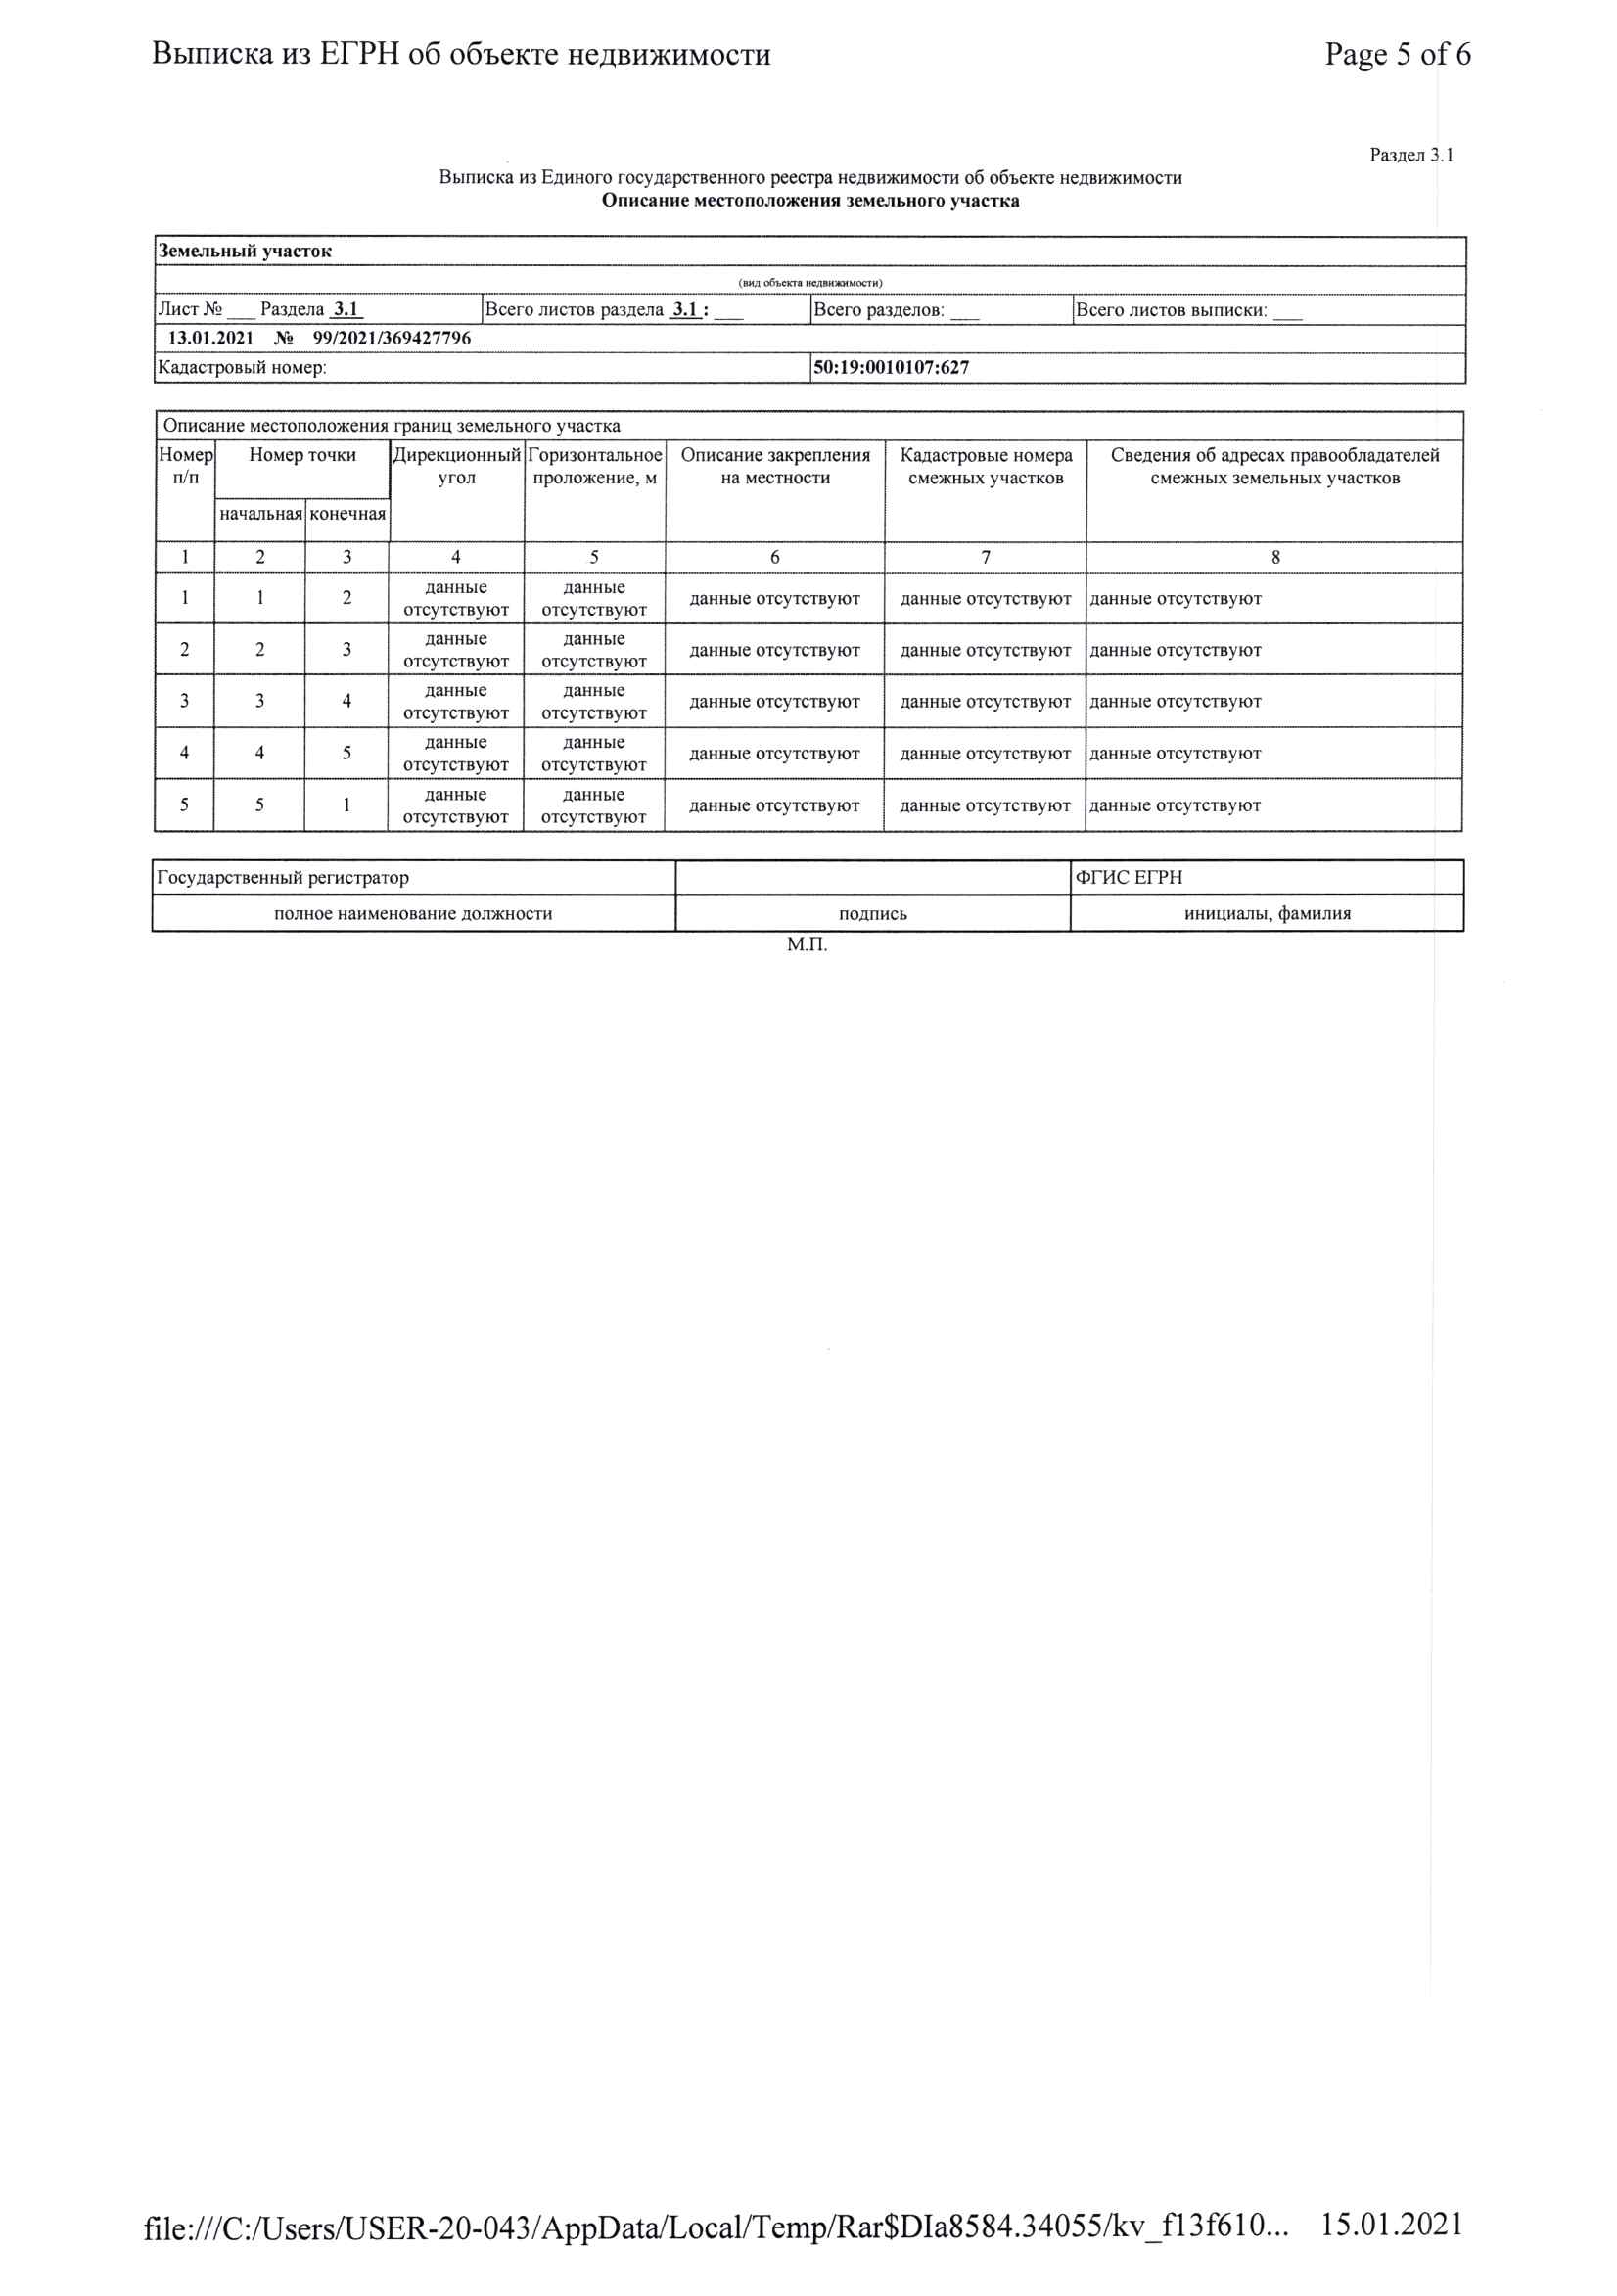 Выписка из ЕГРН об объекте недвижимости Page 5 of 6
Раздел 3.1
Выписка из Единого государственного реестра недвижимости об объекте недвижимости
Описание местоположения земельного участка
Земельный участок
(вид объекта недвижимости)
Лист № ___ Раздела 3.1 Всего листов раздела 3.1 : ___ Всего разделов: ___ Всего листов выписки: ___
13.01.2021 № 99/2021/369427796
Кадастровый номер: 50:19:0010107:627
Описание местоположения границ земельного участка
Номер Номер точки Дирекционный Горизонтальное Описание закрепления Кадастровые номера Сведения об адресах правообладателей
п/п угол проложение, м на местности смежных участков смежных земельных участков
начальная конечная
1 2 3 4 5 6 7 8
данные данные
1 1 2 данные отсутствуют данные отсутствуют данные отсутствуют
отсутствуют отсутствуют
данные данные
2 2 3 данные отсутствуют данные отсутствуют данные отсутствуют
отсутствуют отсутствуют
данные данные
3 3 4 данные отсутствуют данные отсутствуют данные отсутствуют
отсутствуют отсутствуют
данные данные
4 4 5 данные отсутствуют данные отсутствуют данные отсутствуют
отсутствуют отсутствуют
данные данные
5 5 1 данные отсутствуют данные отсутствуют данные отсутствуют
отсутствуют отсутствуют
Государственный регистратор ФГИС ЕГРН
полное наименование должности подпись инициалы, фамилия
М.П.
file:///C:/Users/USER-20-043/AppData/Local/Temp/Rar$DIa8584.34055/kv_f13f610... 15.01.2021